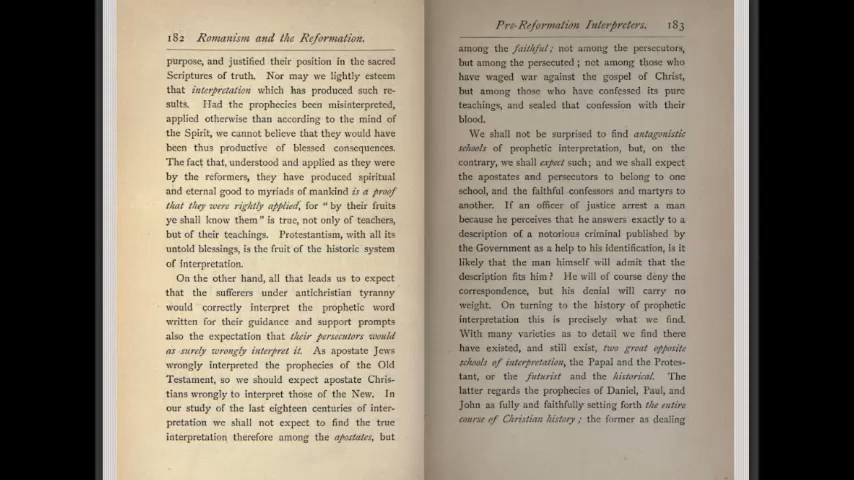 182 Romanism and the Reformation.
purpose, and justified their position in the sacred
Scriptures of truth. Nor may we lightly esteem
that interpretation which has produced such re-
sults. Had the prophecies been misinterpreted,
applied otherwise than according to the mind of
the Spirit, we cannot believe that they would have
been thus productive of blessed consequences.
The fact that, understood and applied as they were
by the reformers, they have produced spiritual
and eternal good to myriads of mankind is a proof
that they were rightly applied, for "by their fruits
ye shall know them" is true, not only of teachers,
but of their teachings. Protestantism, with all its
untold blessings, is the fruit of the historic system
of interpretation.
On the other hand, all that leads us to expect
that the sufferers under antichristian tyranny
would correctly interpret the prophetic word
written for their guidance and support prompts
also the expectation that their persecutors would
as surely wrongly interpret it. As apostate Jews
wrongly interpreted the prophecies of the Old
Testament, so we should expect apostate Chris-
tians wrongly to interpret those of the New. In
our study of the last eighteen centuries of inter-
pretation we shall not expect to find the true
interpretation therefore among the apostates, but
Pre-Reformation Interpreters. 183
among the faithful; not among the persecutors,
but among the persecuted; not among those who
have waged war against the gospel of Christ,
but among those who have confessed its pure
teachings, and sealed that confession with their
blood.
We shall not be surprised to find antagonistic
schools of prophetic interpretation, but, on the
contrary, we shall expect such; and we shall expect
the apostates and persecutors to belong to one
school, and the faithful confessors and martyrs to
another. If an officer of justice arrest a man
because he perceives that he answers exactly to a
description of a notorious criminal published by
the Government as a help to his identification, is it
likely that the man himself will admit that the
description fits him? He will of course deny the
correspondence, but his denial will carry no
weight. On turning to the history of prophetic
interpretation this is precisely what we find.
With many varieties as to detail we find there
have existed, and still exist, two great opposite
schools of interpretation, the Papal and the Protes-
tant, or the futurist and the historical. The
latter regards the prophecies of Daniel, Paul, and
John as fully and faithfully setting forth the entire
course of Christian history; the former as dealing